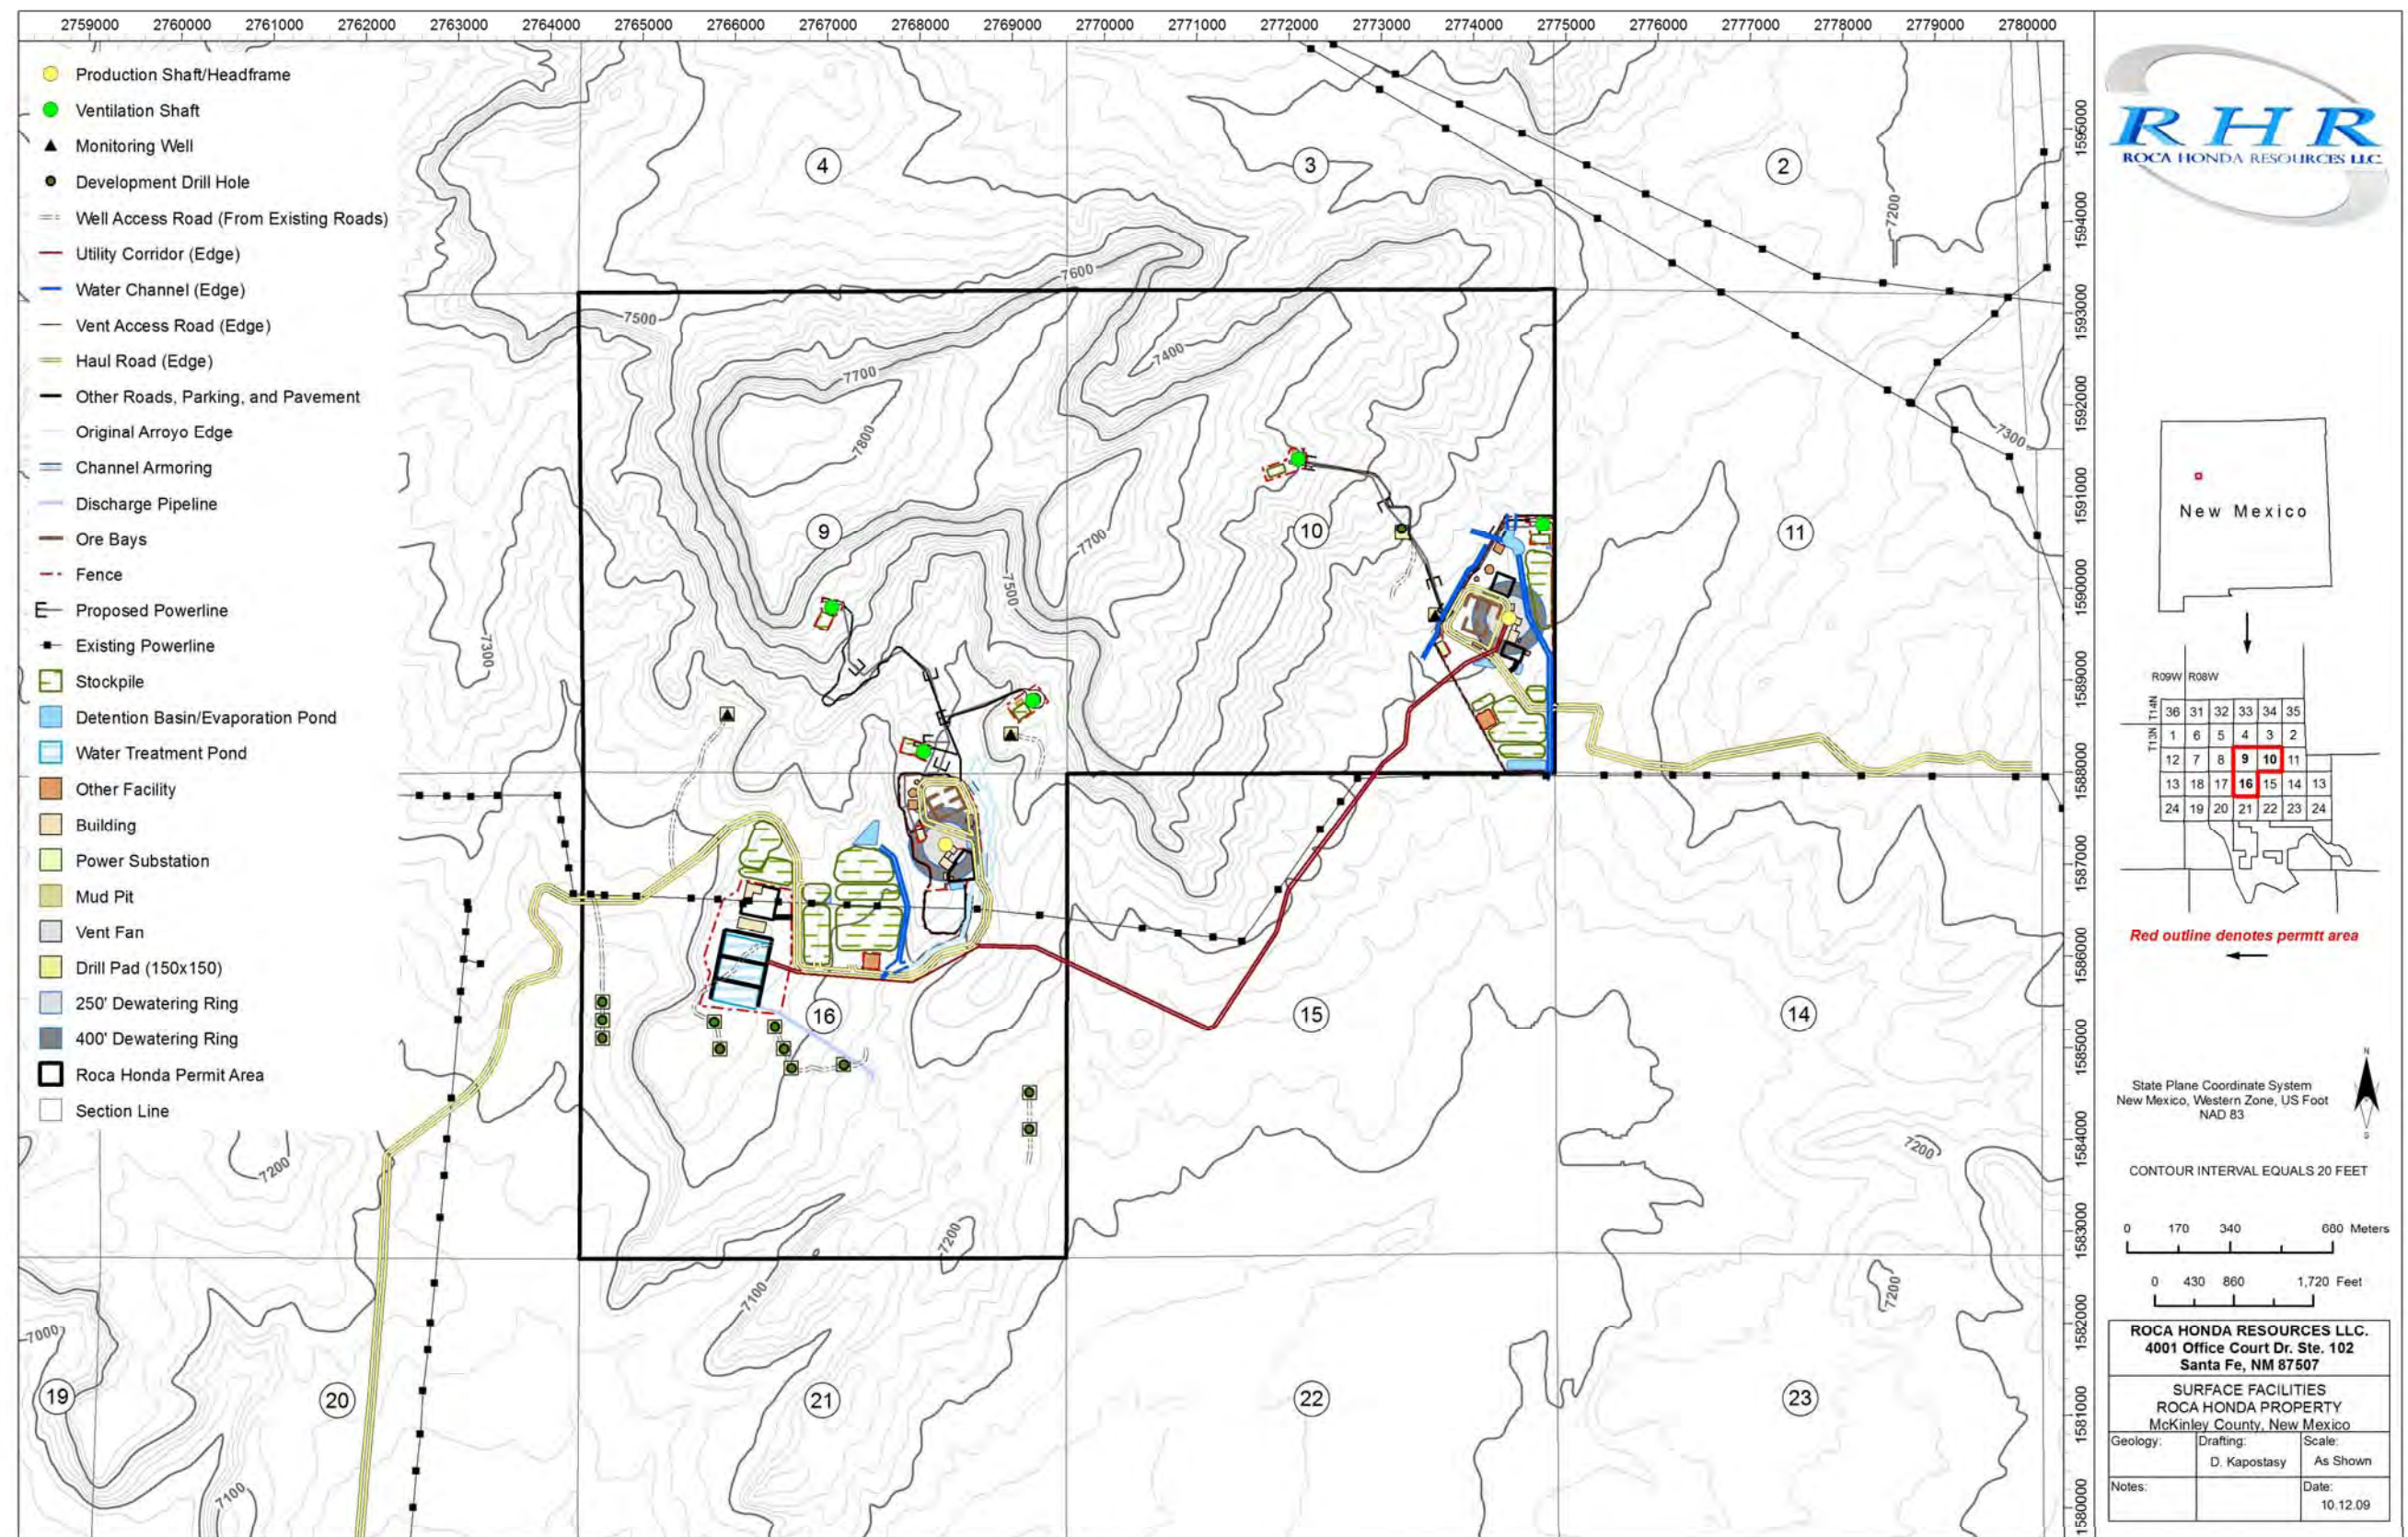 2759000 2760000 2761000 2762000 2763000 2764000 2765000 2766000 2767000 2768000 2769000 2770000 2771000 2772000 2773000 2774000 2775000 2776000 2777000 2778000 2779000 2780000
Production Shaft/Headframe
Ventilation Shaft
Monitoring Well
Development Drill Hole
Well Access Road (From Existing Roads)
Utility Corridor (Edge)
Water Channel (Edge)
Vent Access Road (Edge)
Haul Road (Edge)
Other Roads, Parking, and Pavement
Original Arroyo Edge
Channel Armoring
Discharge Pipeline
Ore Bays
Fence
Proposed Powerline
Existing Powerline
Stockpile
Detention Basin/Evaporation Pond
Water Treatment Pond
Other Facility
Building
Power Substation
Mud Pit
Vent Fan
Drill Pad (150x150)
250' Dewatering Ring
400' Dewatering Ring
Roca Honda Permit Area
Section Line
4
3
2
7200
7600
7500
7400
7700
7800
7300
9
10
11
7700
7500
7300
16
15
14
7200
7200
7200
7100
7200
7000
19
20
21
22
23
7100
1595000
1594000
1593000
1592000
1591000
1590000
1589000
1588000
1587000
1586000
1585000
1584000
1583000
1582000
1581000
1580000
RHR
ROCA HONDA RESOURCES LLC.
New Mexico
R09W R08W
T14N
T13N
36 31 32 33 34 35
1 6 5 4 3 2
12 7 8 9 10 11
13 18 17 16 15 14 13
24 19 20 21 22 23 24
Red outline denotes permtt area
N
S
State Plane Coordinate System
New Mexico, Western Zone, US Foot
NAD 83
CONTOUR INTERVAL EQUALS 20 FEET
0 170 340 680 Meters
0 430 860 1,720 Feet
ROCA HONDA RESOURCES LLC.
4001 Office Court Dr. Ste. 102
Santa Fe, NM 87507
SURFACE FACILITIES
ROCA HONDA PROPERTY
McKinley County, New Mexico
Geology: Drafting: Scale:
D. Kapostasy As Shown
Notes: Date:
10.12.09